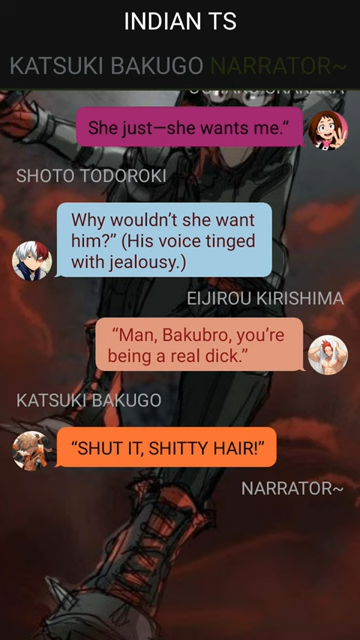 INDIAN TS
KATSUKI BAKUGO NARRATOR~
She just—she wants me.“
SHOTO TODOROKI
Why wouldn’t she want
him?” (His voice tinged
with jealousy.)
EIJIROU KIRISHIMA
“Man, Bakubro, you’re
being a real dick.”
KATSUKI BAKUGO
“SHUT IT, SHITTY HAIR!”
NARRATOR~